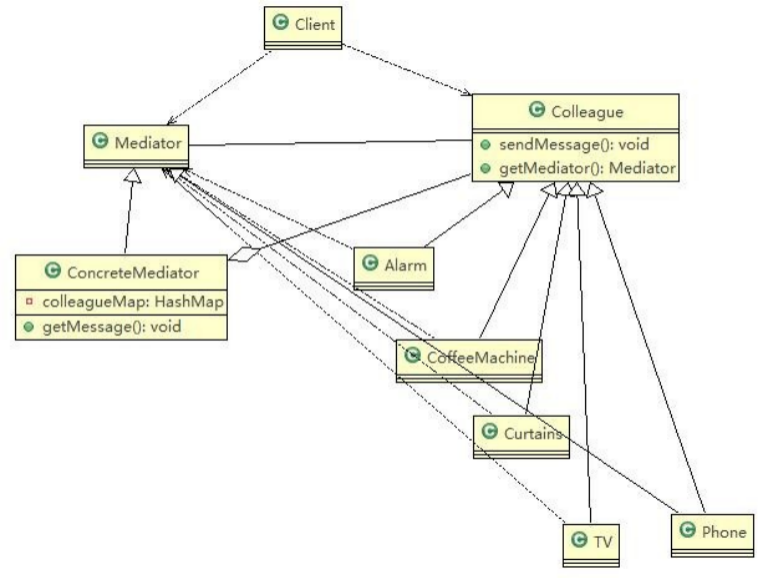 Client
Colleague
sendMessage(): void
getMediator(): Mediator
Mediator
ConcreteMediator
colleagueMap: HashMap
getMessage(): void
Alarm
CoffeeMachine
Curtains
TV
Phone